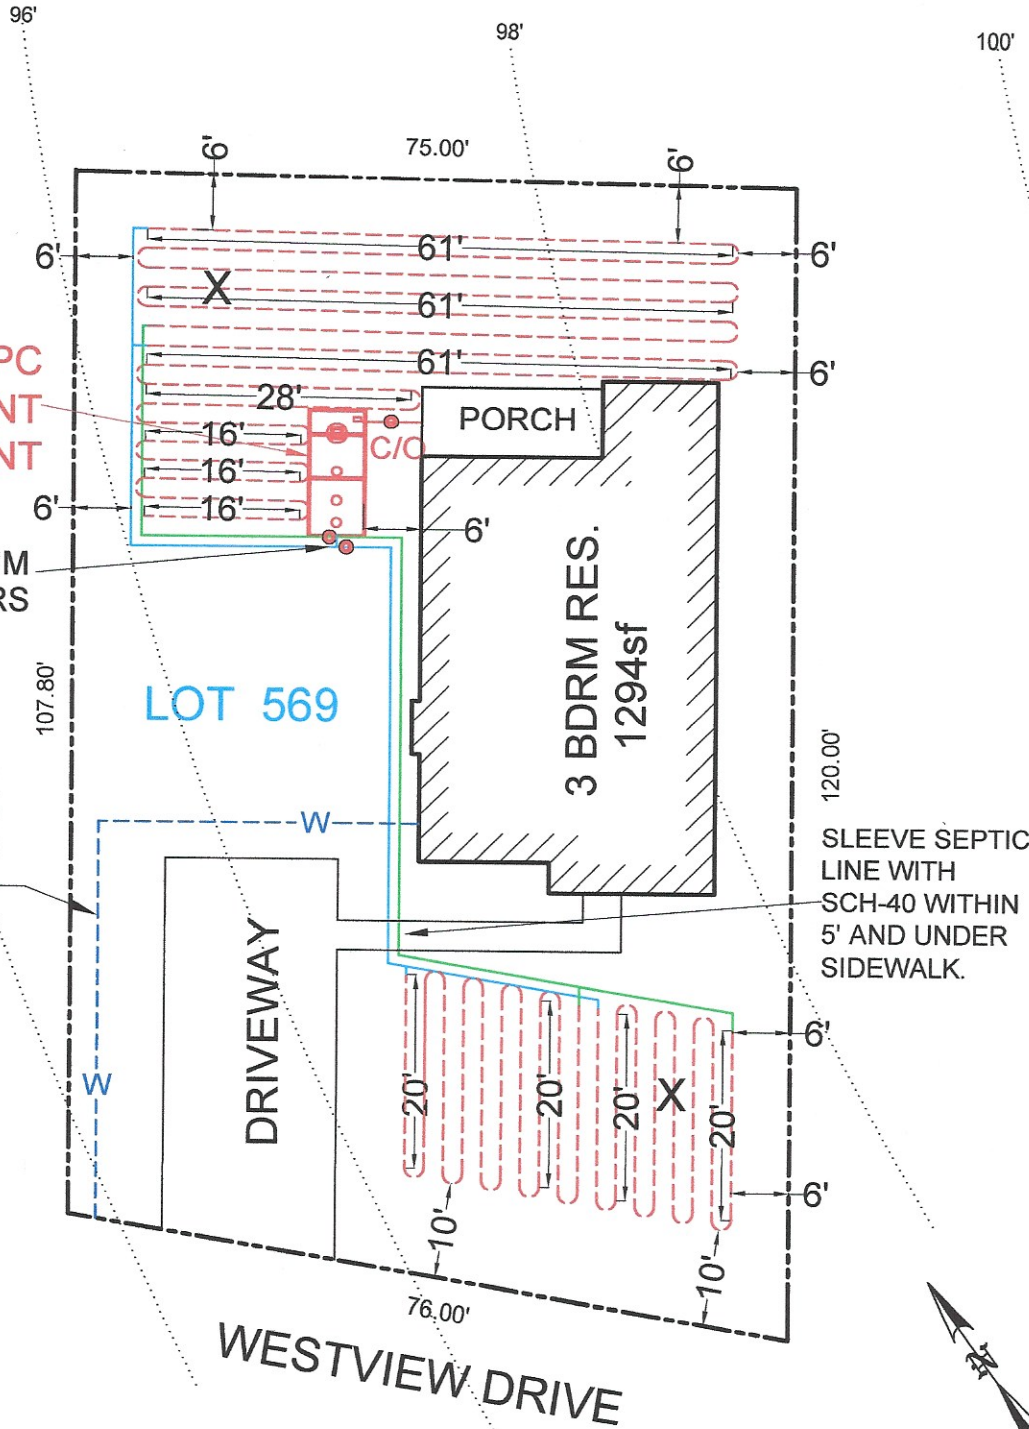 96'
98'
100'
75.00'
6'
6'
6'
61'
6'
X
61'
PC
61'
6'
NT
28'
PORCH
NT
16'
C/O
16'
6'
16'
6'
M
RS
3 BDRM RES.
1294sf
107.80'
LOT 569
120.00'
W
SLEEVE SEPTIC
LINE WITH
SCH-40 WITHIN
5' AND UNDER
SIDEWALK.
DRIVEWAY
6'
W
20'
20'
20'
X
20'
6'
10'
10'
76.00'
WESTVIEW DRIVE
N